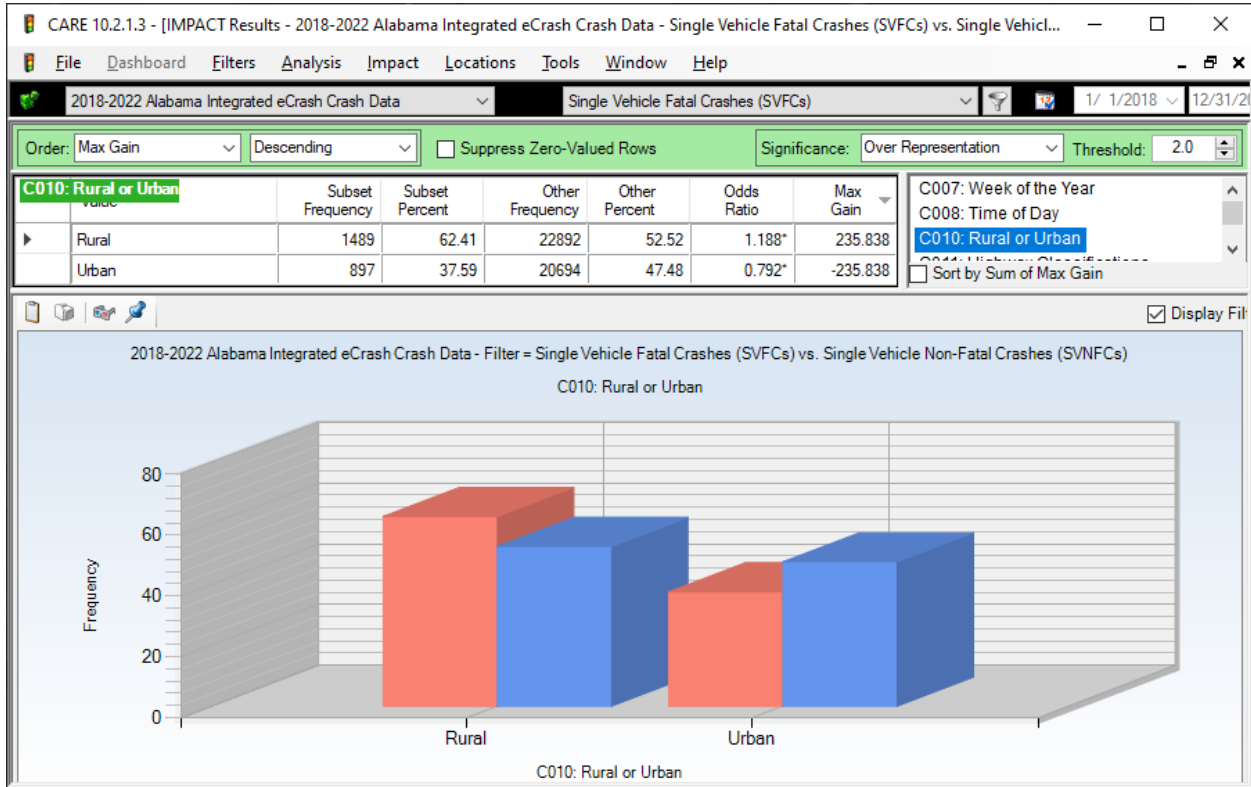 CARE 10.2.1.3 - [IMPACT Results - 2018-2022 Alabama Integrated eCrash Crash Data - Single Vehicle Fatal Crashes (SVFCs) vs. Single Vehicl...
File Dashboard Filters Analysis Impact Locations Tools Window Help
2018-2022 Alabama Integrated eCrash Crash Data Single Vehicle Fatal Crashes (SVFCs) 1/ 1/2018 12/31/20
Order: Max Gain Descending Suppress Zero-Valued Rows Significance: Over Representation Threshold: 2.0
C010: Rural or Urban Subset Frequency Subset Percent Other Frequency Other Percent Odds Ratio Max Gain
Rural 1489 62.41 22892 52.52 1.188* 235.838
Urban 897 37.59 20694 47.48 0.792* -235.838
C007: Week of the Year
C008: Time of Day
C010: Rural or Urban
Sort by Sum of Max Gain
Display Filt
2018-2022 Alabama Integrated eCrash Crash Data - Filter = Single Vehicle Fatal Crashes (SVFCs) vs. Single Vehicle Non-Fatal Crashes (SVNFCs)
C010: Rural or Urban
80
60
40
20
0
Frequency
Rural Urban
C010: Rural or Urban